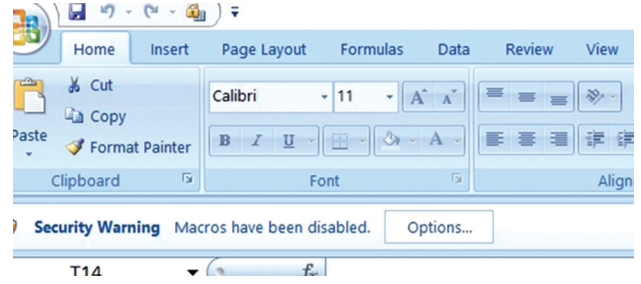 Home Insert Page Layout Formulas Data Review View
Cut
Calibri 11 A A
Copy
Paste
Format Painter
B I U A
Clipboard Font
Security Warning Macros have been disabled. Options...
T14 fx